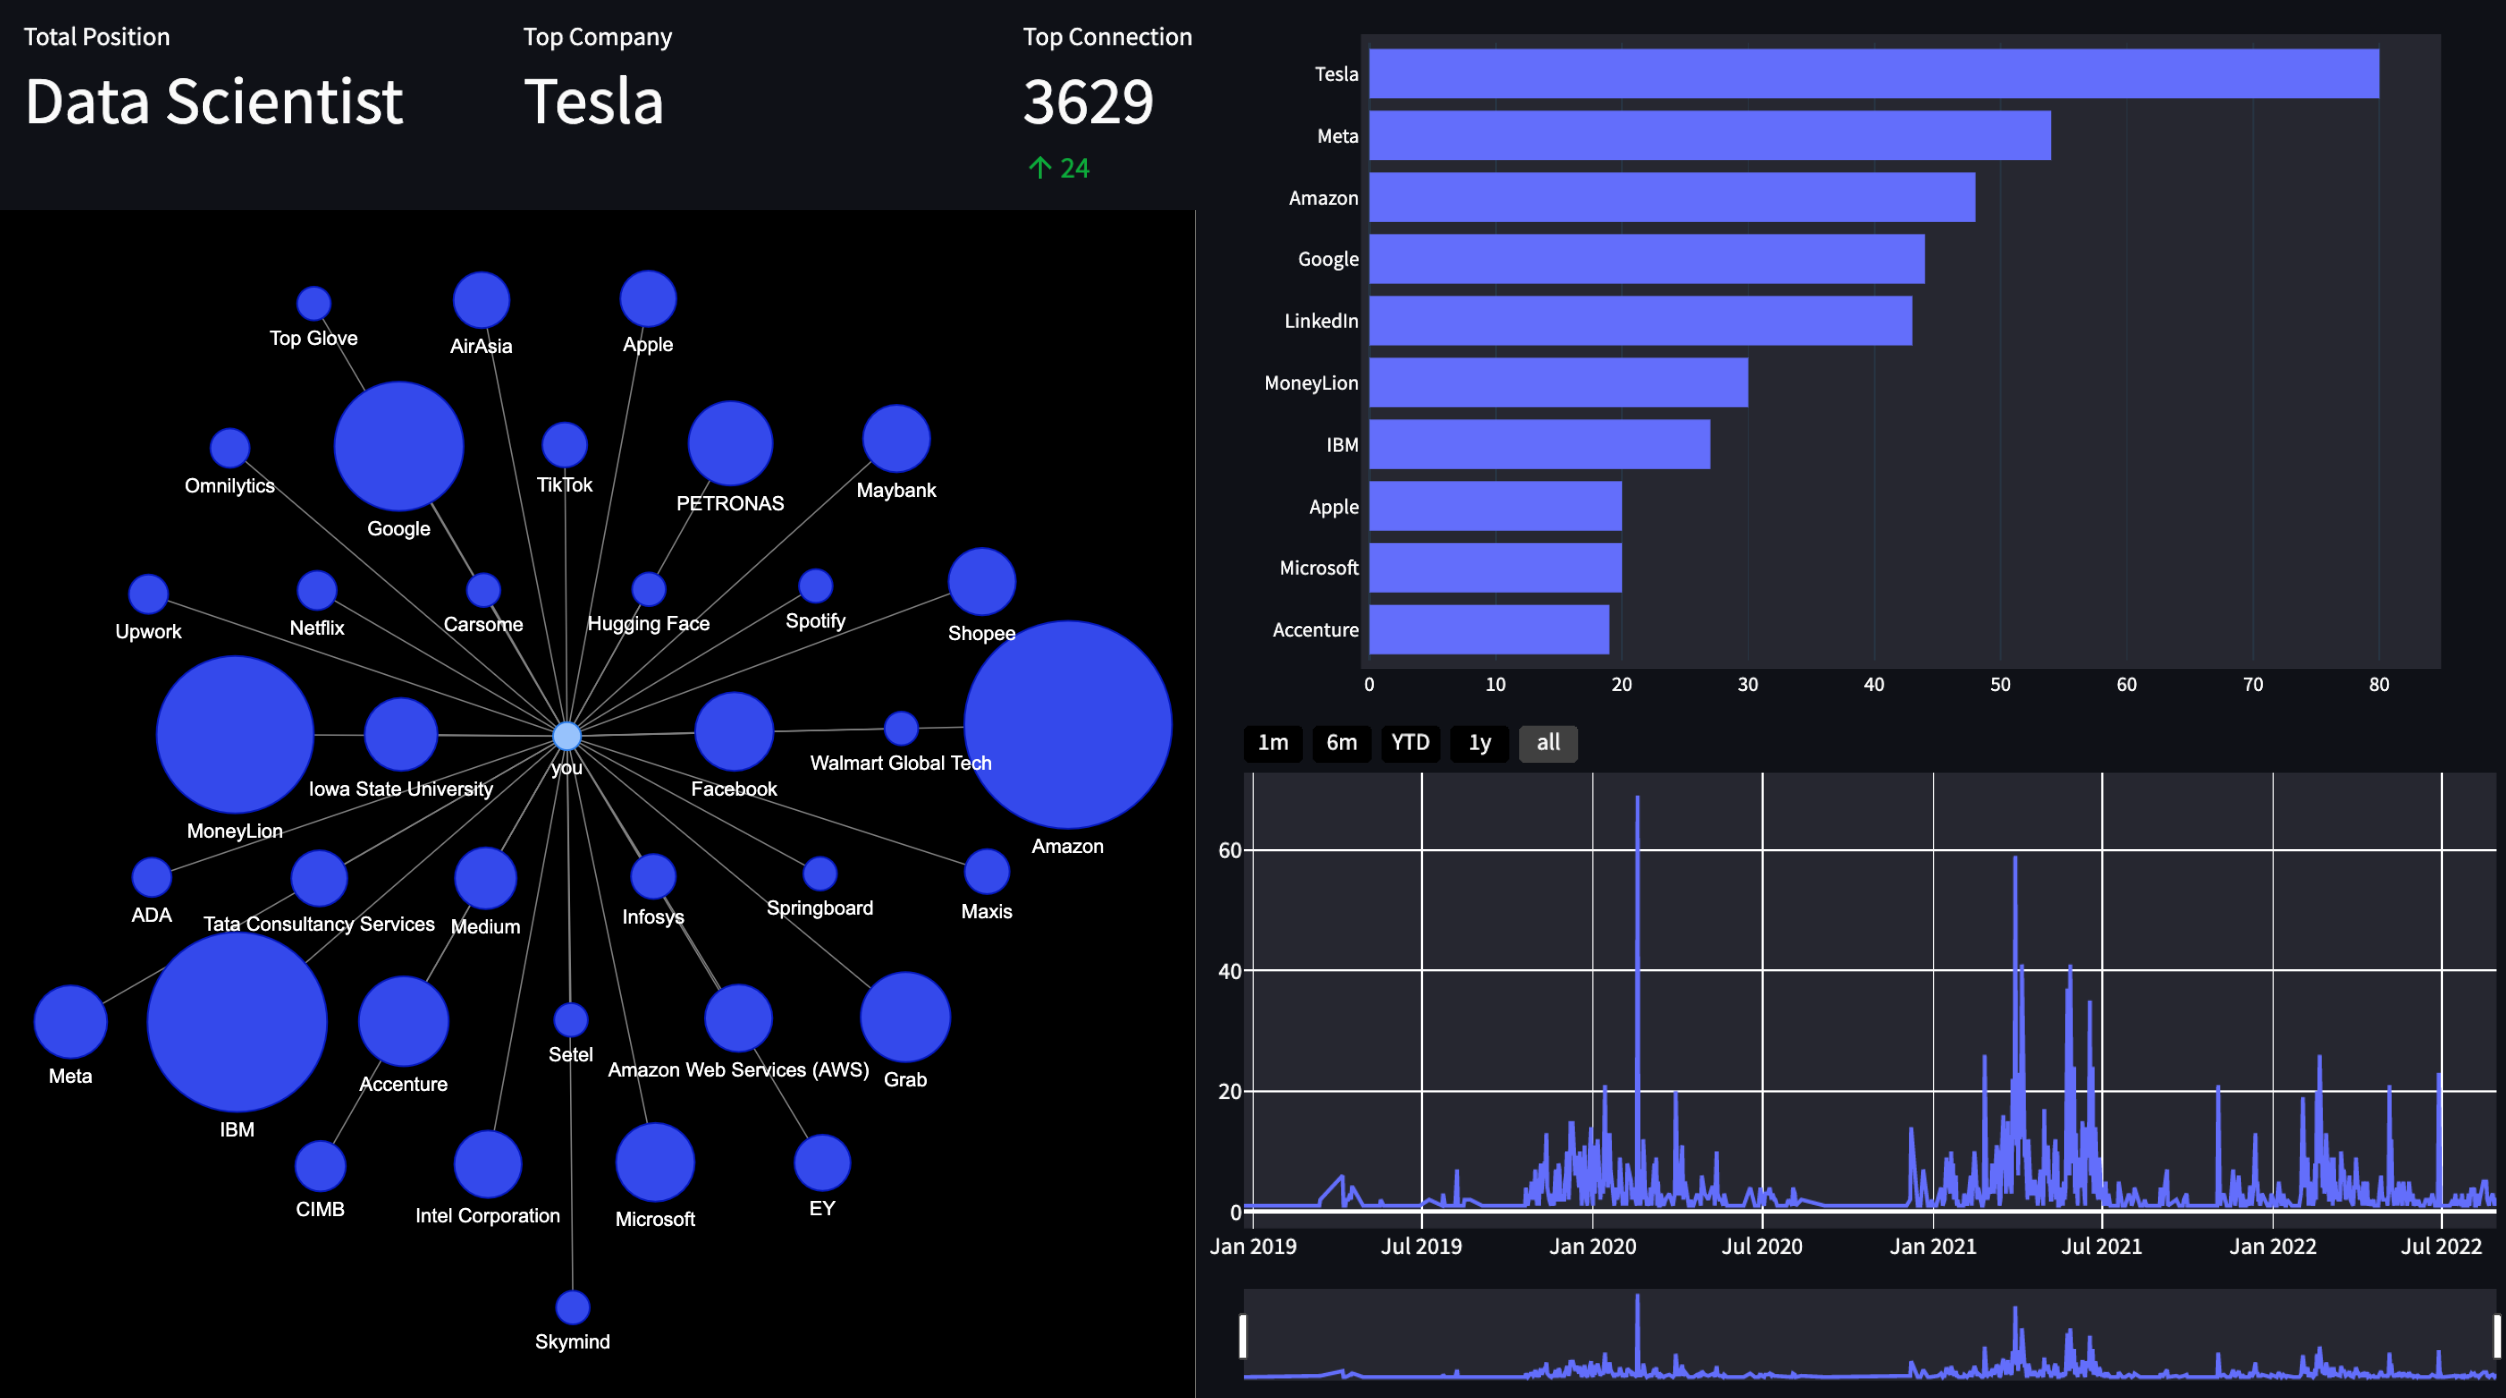 Total Position
Data Scientist
Top Company
Tesla
Top Connection
3629
↑ 24
Top Glove
AirAsia
Apple
Omnilytics
Google
TikTok
PETRONAS
Maybank
Upwork
Netflix
Carsome
Hugging Face
Spotify
Shopee
MoneyLion
Iowa State University
you
Facebook
Walmart Global Tech
Amazon
ADA
Tata Consultancy Services
Medium
Infosys
Springboard
Maxis
Meta
IBM
Accenture
Setel
Amazon Web Services (AWS)
Grab
CIMB
Intel Corporation
Microsoft
EY
Skymind
Tesla
Meta
Amazon
Google
LinkedIn
MoneyLion
IBM
Apple
Microsoft
Accenture
0 10 20 30 40 50 60 70 80
1m 6m YTD 1y all
60
40
20
0
Jan 2019 Jul 2019 Jan 2020 Jul 2020 Jan 2021 Jul 2021 Jan 2022 Jul 2022